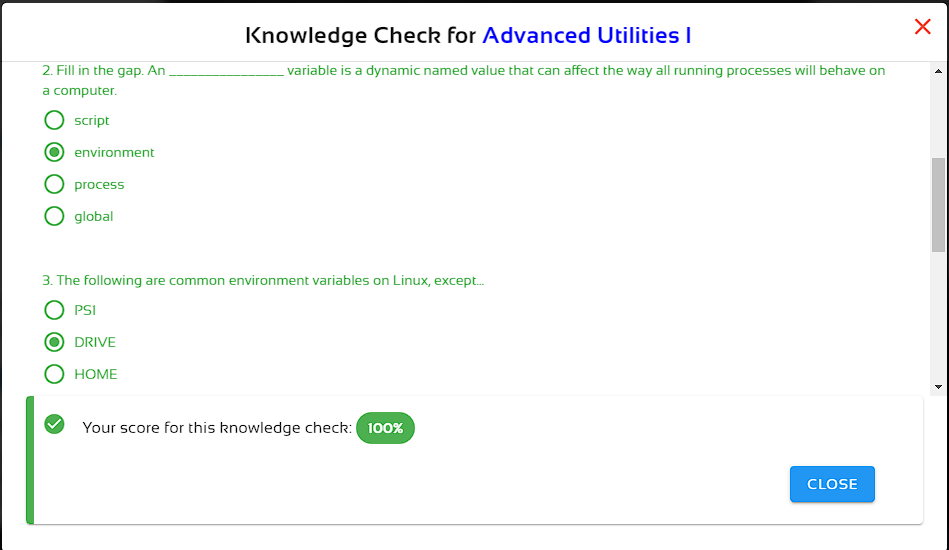 Knowledge Check for Advanced Utilities I
2. Fill in the gap. An ________________ variable is a dynamic named value that can affect the way all running processes will behave on
a computer.
script
environment
process
global
3. The following are common environment variables on Linux, except...
PSI
DRIVE
HOME
Your score for this knowledge check: 100%
CLOSE